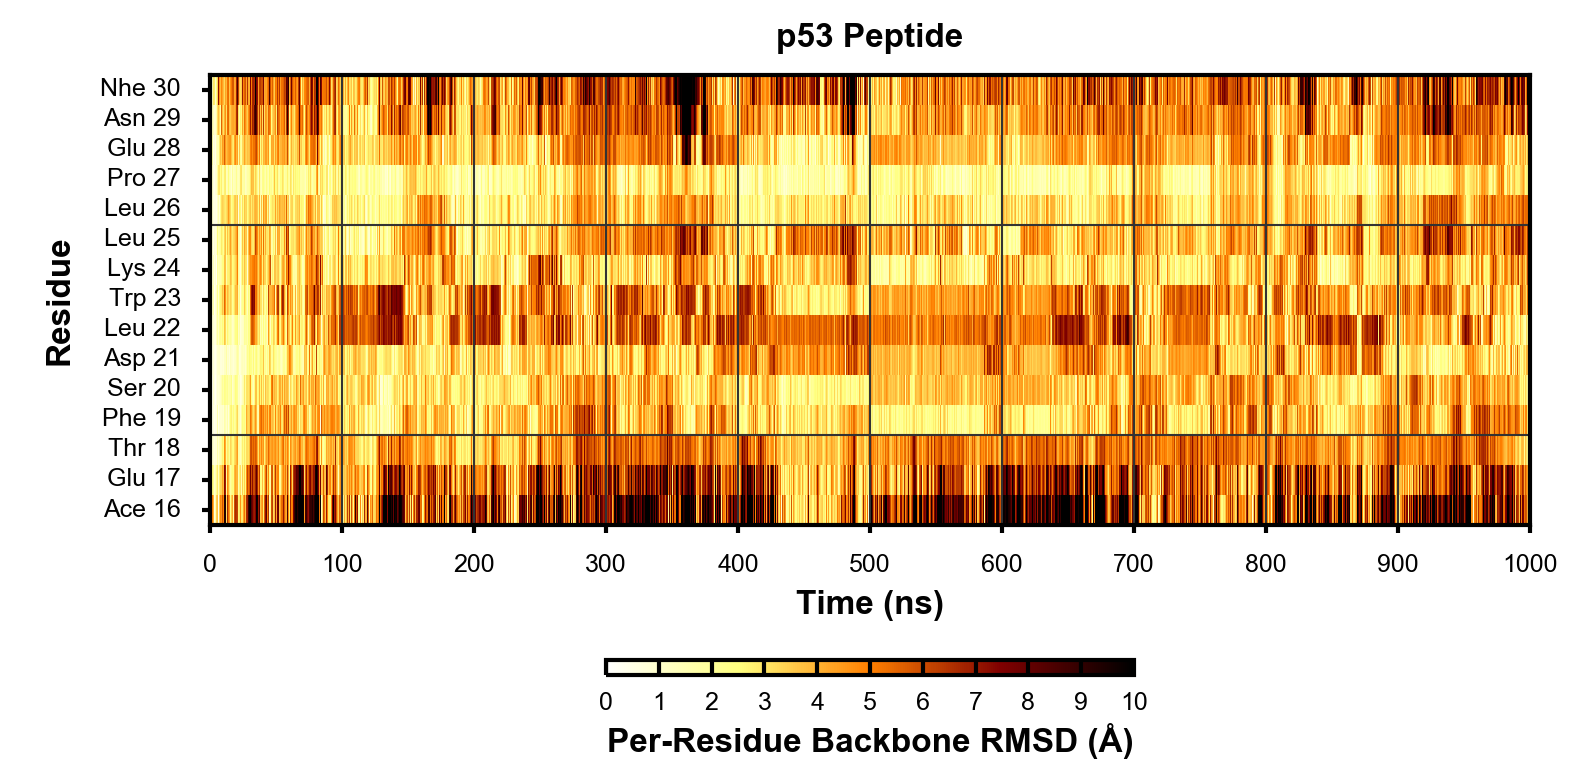 p53 Peptide
Nhe 30
Asn 29
Glu 28
Pro 27
Leu 26
Leu 25
Lys 24
Trp 23
Leu 22
Asp 21
Ser 20
Phe 19
Thr 18
Glu 17
Ace 16
Residue
0 100 200 300 400 500 600 700 800 900 1000
Time (ns)
0 1 2 3 4 5 6 7 8 9 10
Per-Residue Backbone RMSD (Å)